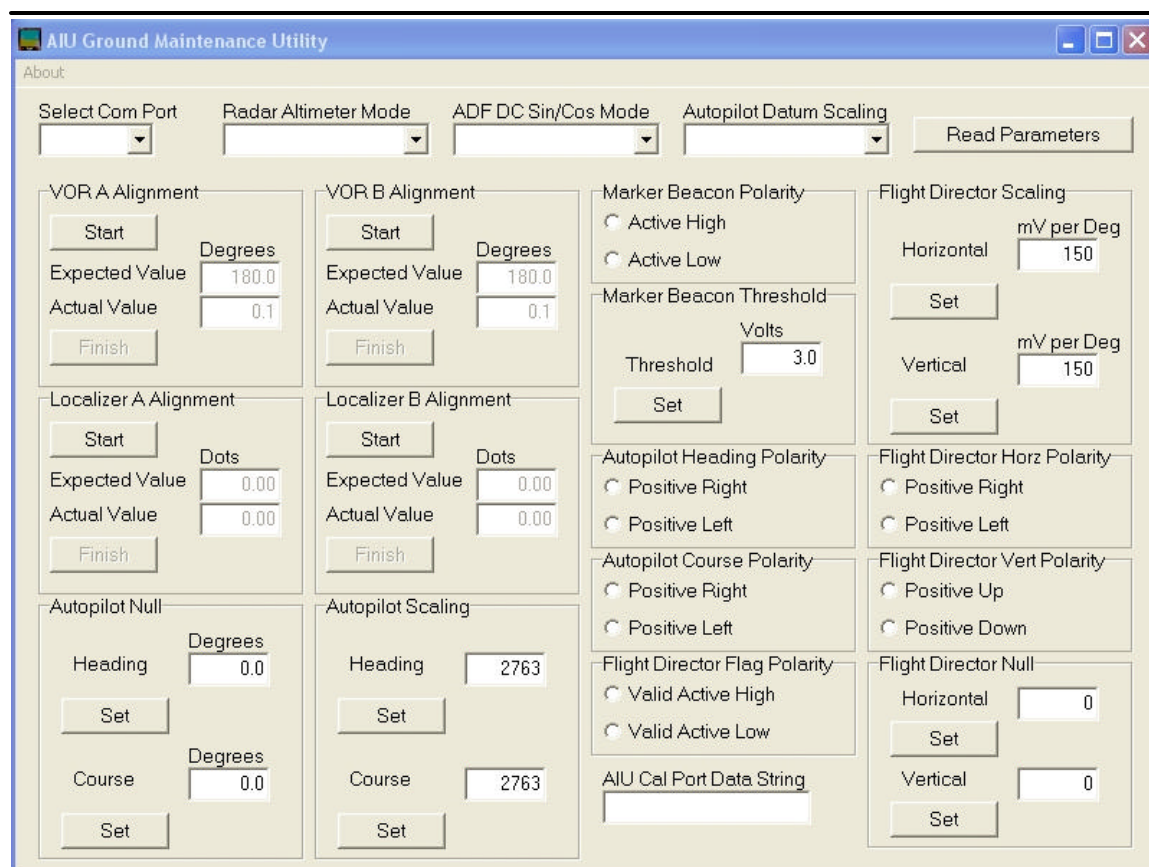 AIU Ground Maintenance Utility
About
Select Com Port
Radar Altimeter Mode
ADF DC Sin/Cos Mode
Autopilot Datum Scaling
Read Parameters
VOR A Alignment
Start
Degrees
Expected Value 180.0
Actual Value 0.1
Finish
VOR B Alignment
Start
Degrees
Expected Value 180.0
Actual Value 0.1
Finish
Marker Beacon Polarity
Active High
Active Low
Marker Beacon Threshold
Volts
Threshold 3.0
Set
Flight Director Scaling
mV per Deg
Horizontal 150
Set
mV per Deg
Vertical 150
Set
Localizer A Alignment
Start
Dots
Expected Value 0.00
Actual Value 0.00
Finish
Localizer B Alignment
Start
Dots
Expected Value 0.00
Actual Value 0.00
Finish
Autopilot Heading Polarity
Positive Right
Positive Left
Flight Director Horz Polarity
Positive Right
Positive Left
Autopilot Course Polarity
Positive Right
Positive Left
Flight Director Vert Polarity
Positive Up
Positive Down
Autopilot Null
Degrees
Heading 0.0
Set
Degrees
Course 0.0
Set
Autopilot Scaling
Heading 2763
Set
Course 2763
Set
Flight Director Flag Polarity
Valid Active High
Valid Active Low
AIU Cal Port Data String
Flight Director Null
Horizontal 0
Set
Vertical 0
Set